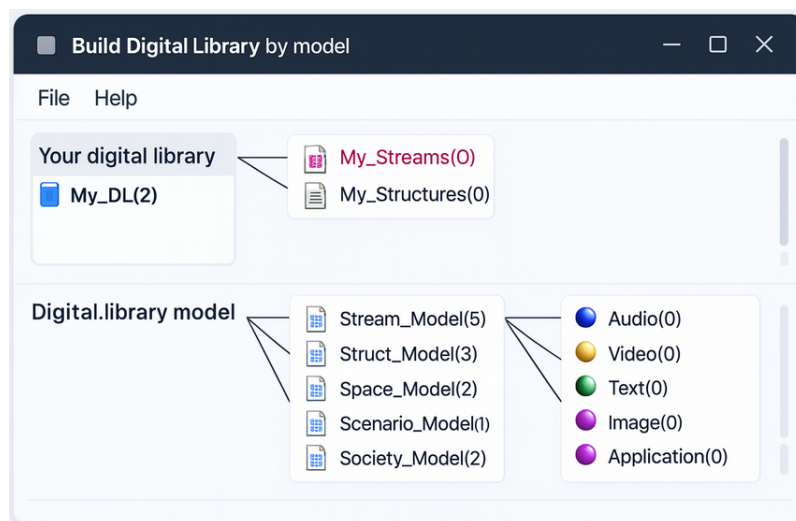 Build Digital Library by model
File Help
Your digital library
My_DL(2)
My_Streams(O)
My_Structures(0)
Digital.library model
Stream_Model(5)
Struct_Model(3)
Space_Model(2)
Scenario_Model(1)
Society_Model(2)
Audio(0)
Video(0)
Text(0)
Image(0)
Application(0)